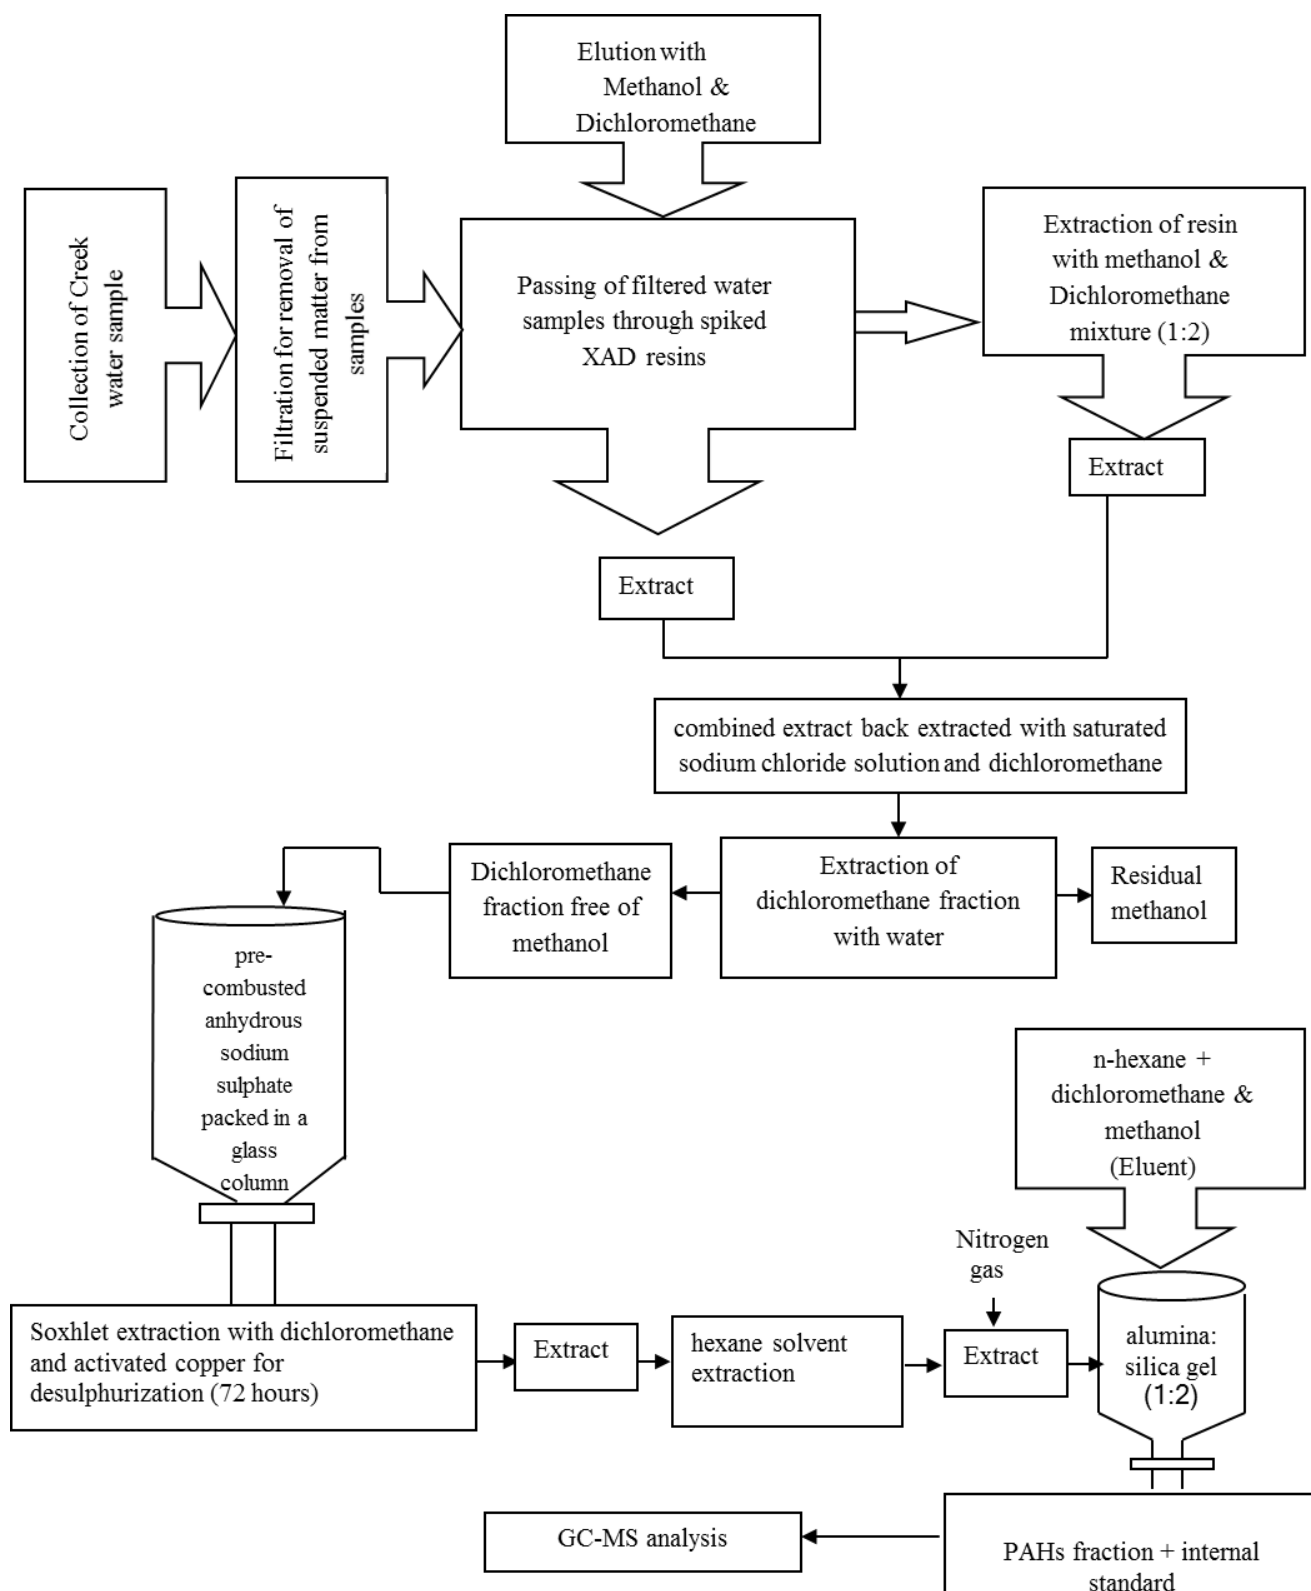 Elution with
Methanol &
Dichloromethane
Collection of Creek
water sample
Filtration for removal of
suspended matter from
samples
Passing of filtered water
samples through spiked
XAD resins
Extraction of resin
with methanol &
Dichloromethane
mixture (1:2)
Extract
Extract
combined extract back extracted with saturated
sodium chloride solution and dichloromethane
Dichloromethane
fraction free of
methanol
Extraction of
dichloromethane fraction
with water
Residual
methanol
pre-
combusted
anhydrous
sodium
sulphate
packed in a
glass
column
n-hexane +
dichloromethane &
methanol
(Eluent)
Nitrogen
gas
Soxhlet extraction with dichloromethane
and activated copper for
desulphurization (72 hours)
Extract
hexane solvent
extraction
Extract
alumina:
silica gel
(1:2)
GC-MS analysis
PAHs fraction + internal
standard